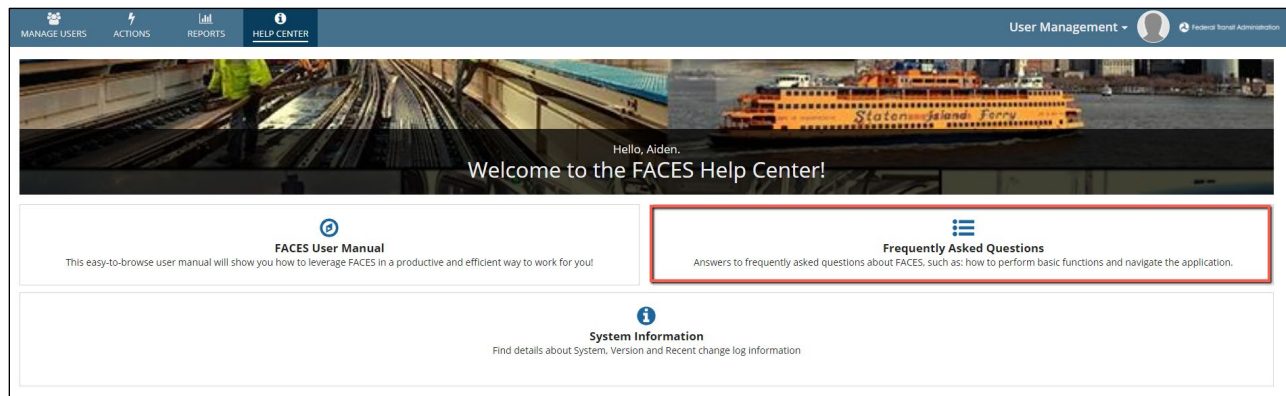 MANAGE USERS ACTIONS REPORTS HELP CENTER User Management Federal Transit Administration
Staten Island Ferry
Hello, Aiden.
Welcome to the FACES Help Center!
FACES User Manual
This easy-to-browse user manual will show you how to leverage FACES in a productive and efficient way to work for you!
Frequently Asked Questions
Answers to frequently asked questions about FACES, such as: how to perform basic functions and navigate the application.
System Information
Find details about System, Version and Recent change log information